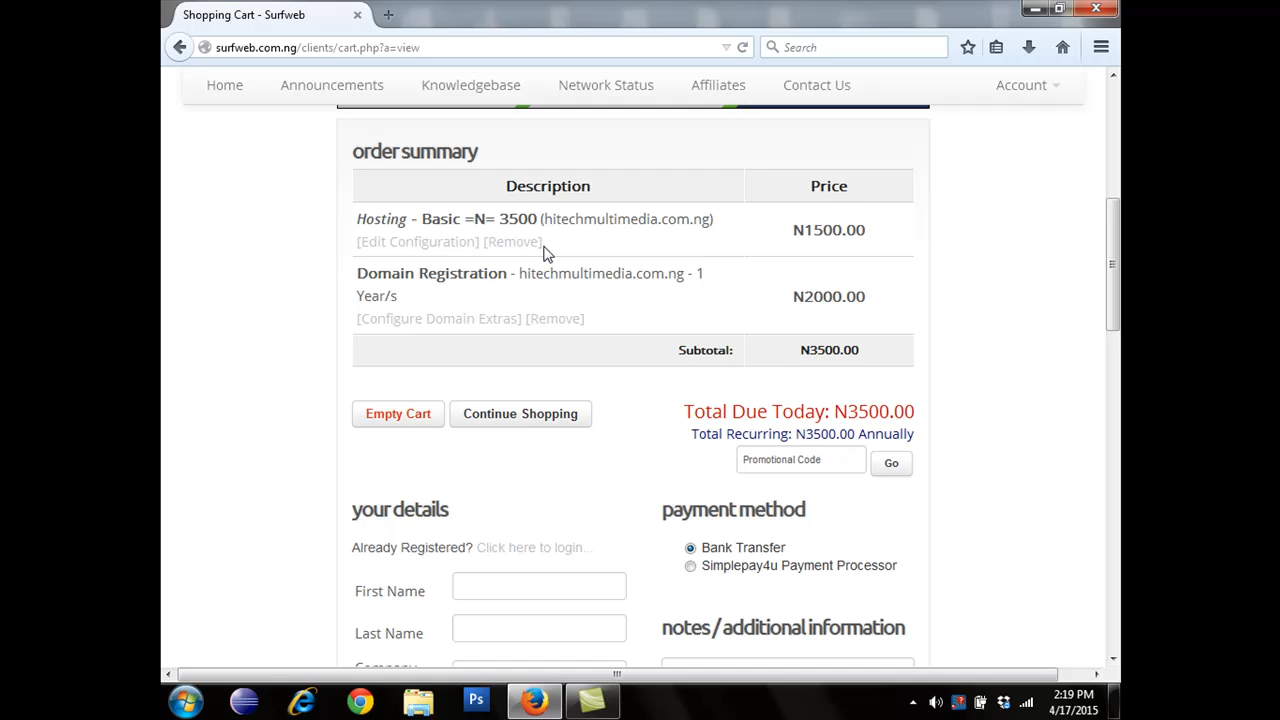 Shopping Cart - Surfweb
surfweb.com.ng/clients/cart.php?a=view
Search
Home Announcements Knowledgebase Network Status Affiliates Contact Us Account
order summary
Description Price
Hosting - Basic =N= 3500 (hitechmultimedia.com.ng)
[Edit Configuration] [Remove]
N1500.00
Domain Registration - hitechmultimedia.com.ng - 1
Year/s
N2000.00
[Configure Domain Extras] [Remove]
Subtotal: N3500.00
Empty Cart Continue Shopping
Total Due Today: N3500.00
Total Recurring: N3500.00 Annually
Promotional Code Go
your details
payment method
Already Registered? Click here to login...
Bank Transfer
Simplepay4u Payment Processor
First Name
notes / additional information
Last Name
Ps
2:19 PM
4/17/2015